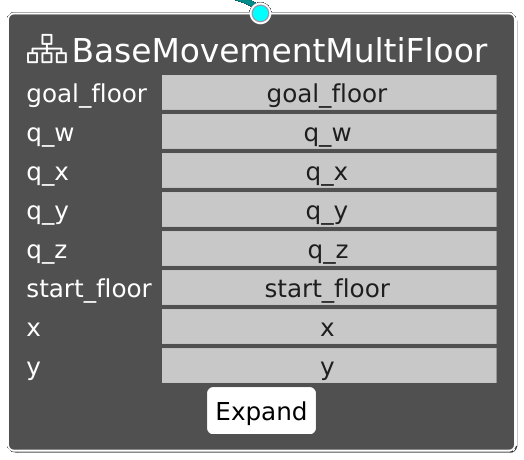 BaseMovementMultiFloor
goal_floor goal_floor
q_w q_w
q_x q_x
q_y q_y
q_z q_z
start_floor start_floor
x x
y y
Expand